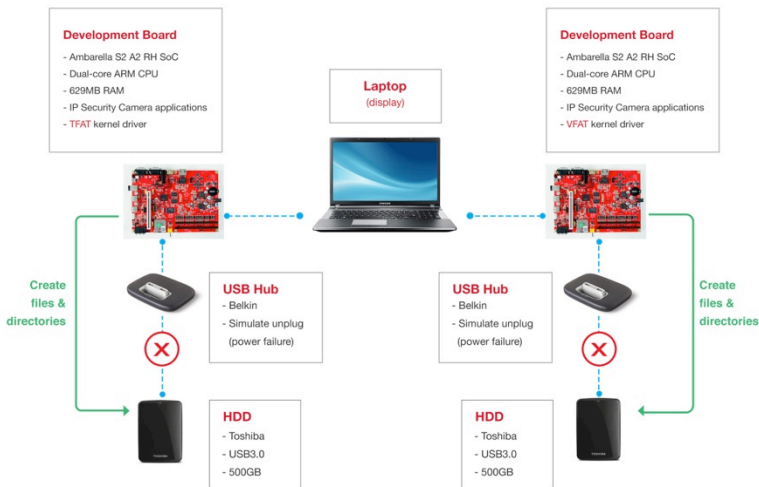 Development Board
- Ambarella S2 A2 RH SoC
- Dual-core ARM CPU
- 629MB RAM
- IP Security Camera applications
- TFAT kernel driver
Laptop
(display)
Development Board
- Ambarella S2 A2 RH SoC
- Dual-core ARM CPU
- 629MB RAM
- IP Security Camera applications
- VFAT kernel driver
Create
files &
directories
USB Hub
- Belkin
- Simulate unplug
(power failure)
X
HDD
- Toshiba
- USB3.0
- 500GB
TOSHIBA
USB Hub
- Belkin
- Simulate unplug
(power failure)
X
HDD
- Toshiba
- USB3.0
- 500GB
TOSHIBA
Create
files &
directories
SAMSUNG